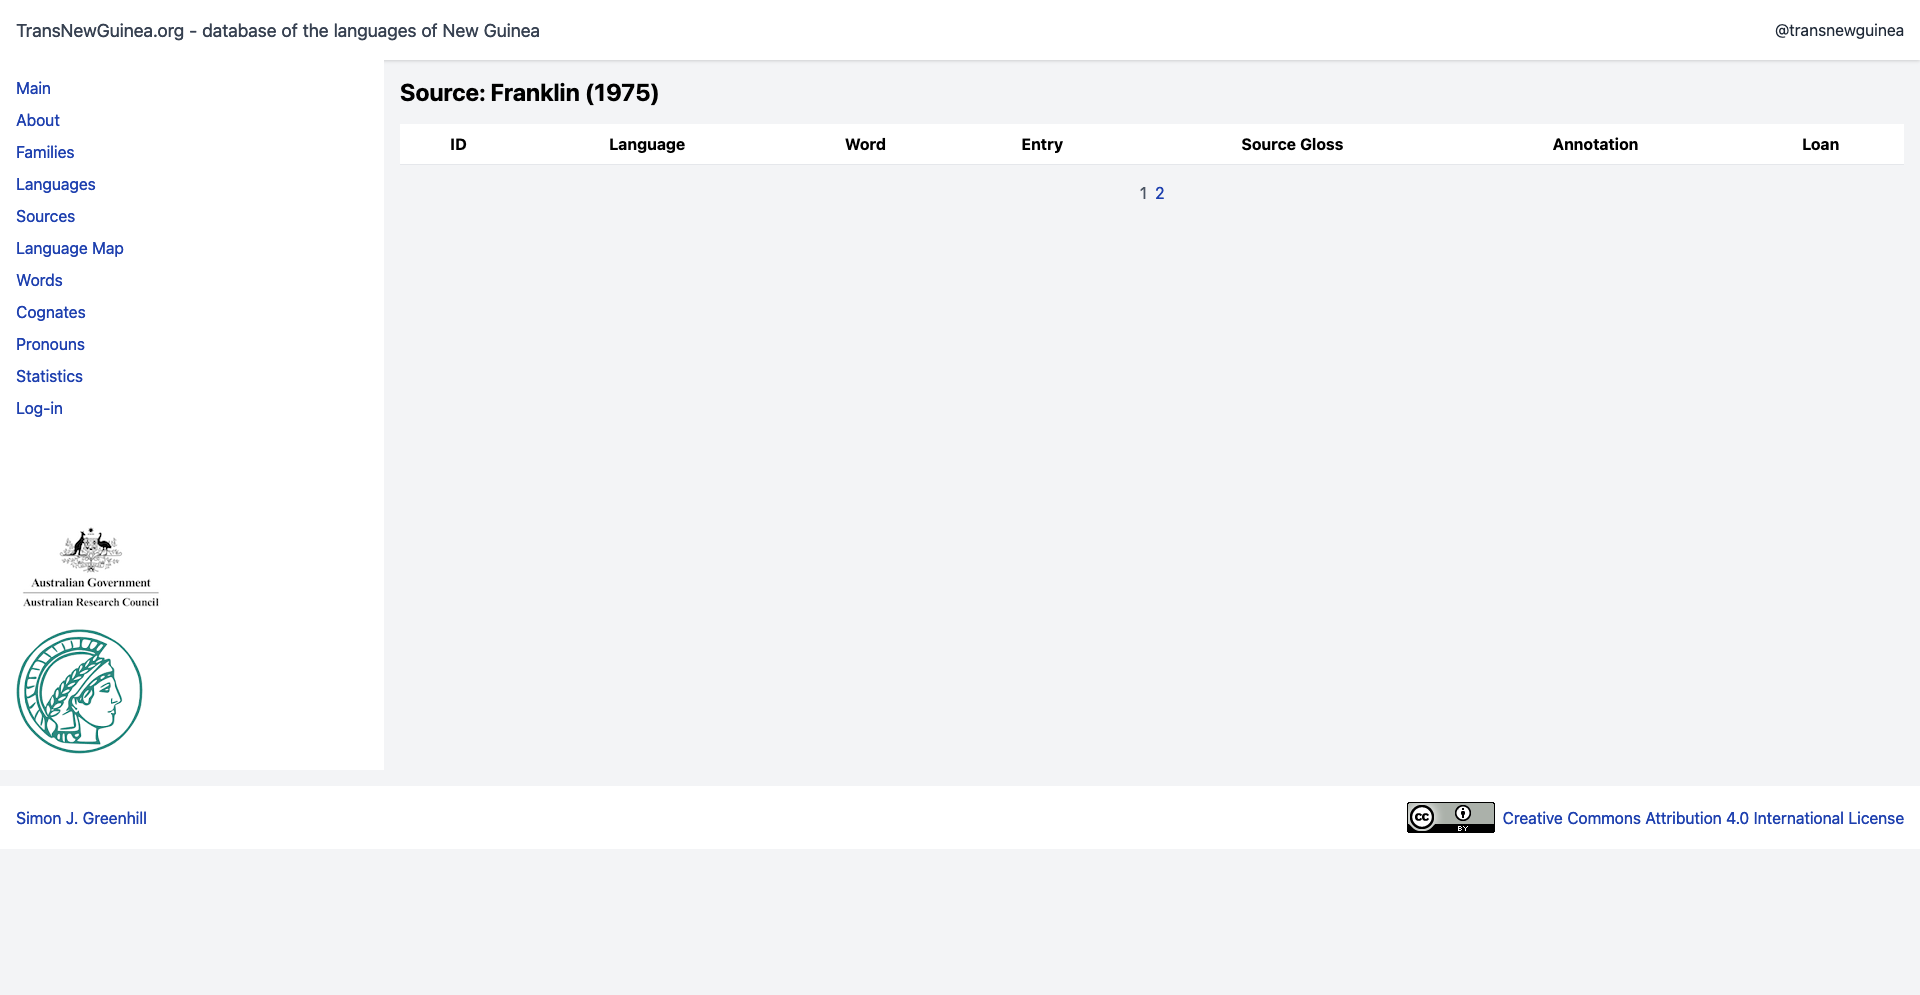 TransNewGuinea.org - database of the languages of New Guinea
@transnewguinea
Main
About
Families
Languages
Sources
Language Map
Words
Cognates
Pronouns
Statistics
Log-in
Australian Government
Australian Research Council
Source: Franklin (1975)
ID Language Word Entry Source Gloss Annotation Loan
1 2
Simon J. Greenhill
cc BY
Creative Commons Attribution 4.0 International License